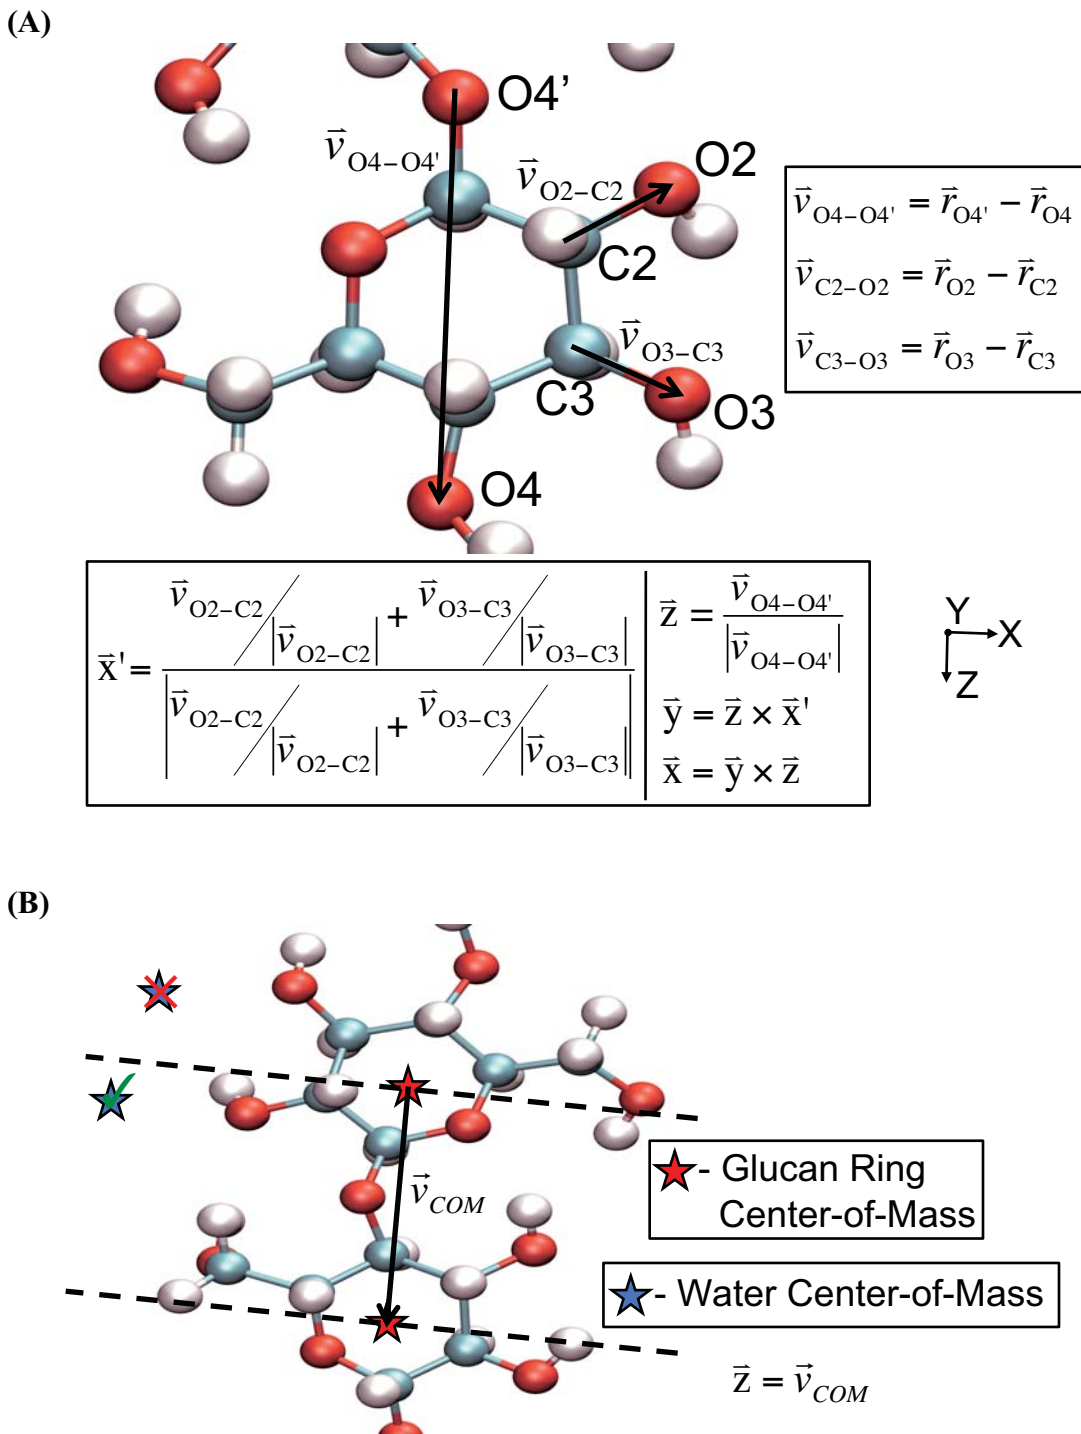 (A)
O4’
v⃗O4−O4'
v⃗O2−C2
O2
C2
v⃗O3−C3
C3
O3
O4
v⃗O4−O4' = r⃗O4' − r⃗O4
v⃗C2−O2 = r⃗O2 − r⃗C2
v⃗C3−O3 = r⃗O3 − r⃗C3
x⃗' = (v⃗O2−C2/|v⃗O2−C2| + v⃗O3−C3/|v⃗O3−C3|) / |v⃗O2−C2/|v⃗O2−C2| + v⃗O3−C3/|v⃗O3−C3||
z⃗ = v⃗O4−O4' / |v⃗O4−O4'|
y⃗ = z⃗ × x⃗'
x⃗ = y⃗ × z⃗
Y
X
Z
(B)
v⃗COM
- Glucan Ring
Center-of-Mass
- Water Center-of-Mass
z⃗ = v⃗COM